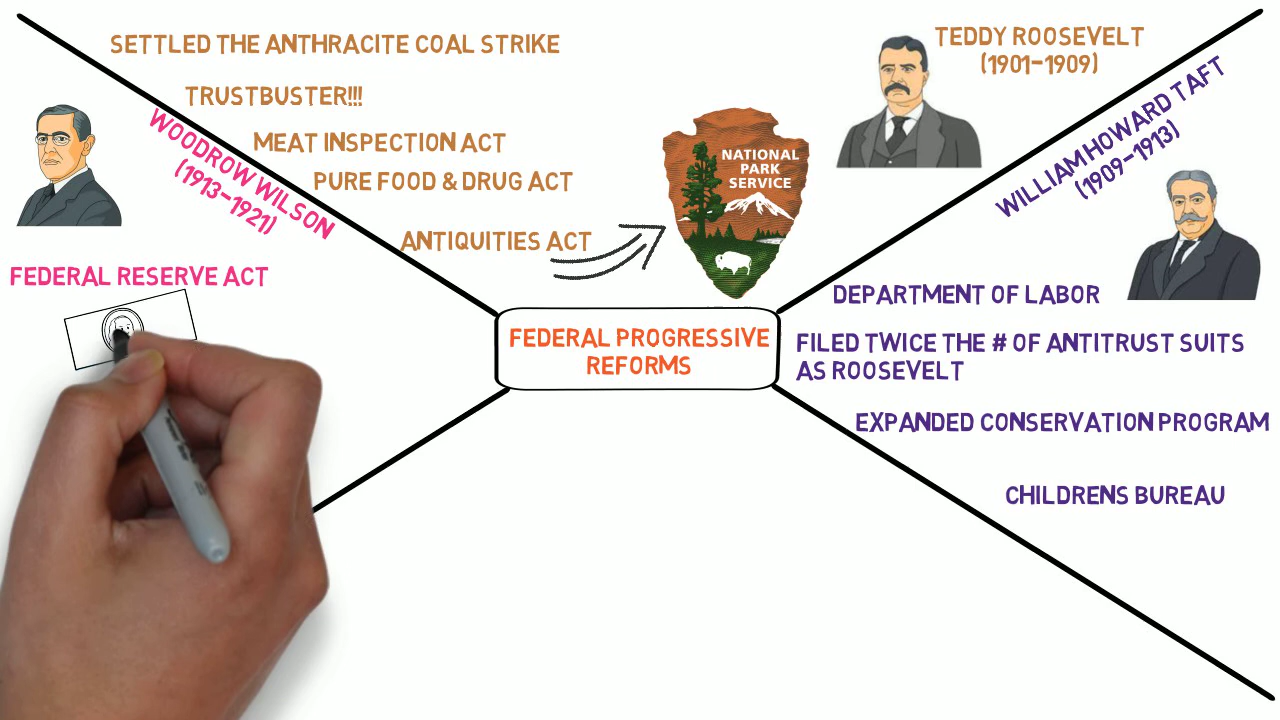 SETTLED THE ANTHRACITE COAL STRIKE
TRUSTBUSTER!!!
MEAT INSPECTION ACT
PURE FOOD & DRUG ACT
ANTIQUITIES ACT
NATIONAL
PARK
SERVICE
TEDDY ROOSEVELT
(1901-1909)
WILLIAM HOWARD TAFT
(1909-1913)
WOODROW WILSON
(1913-1921)
FEDERAL RESERVE ACT
FEDERAL PROGRESSIVE
REFORMS
DEPARTMENT OF LABOR
FILED TWICE THE # OF ANTITRUST SUITS
AS ROOSEVELT
EXPANDED CONSERVATION PROGRAM
CHILDRENS BUREAU